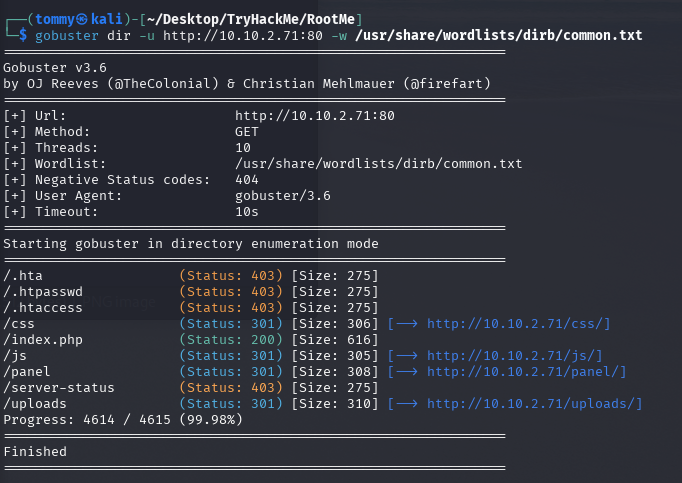 ┌──(tommy㉿kali)-[~/Desktop/TryHackMe/RootMe]
└─$ gobuster dir -u http://10.10.2.71:80 -w /usr/share/wordlists/dirb/common.txt
===============================================================
Gobuster v3.6
by OJ Reeves (@TheColonial) & Christian Mehlmauer (@firefart)
===============================================================
[+] Url:                     http://10.10.2.71:80
[+] Method:                  GET
[+] Threads:                 10
[+] Wordlist:                /usr/share/wordlists/dirb/common.txt
[+] Negative Status codes:   404
[+] User Agent:              gobuster/3.6
[+] Timeout:                 10s
===============================================================
Starting gobuster in directory enumeration mode
===============================================================
/.hta                 (Status: 403) [Size: 275]
/.htpasswd            (Status: 403) [Size: 275]
/.htaccess            (Status: 403) [Size: 275]
/css                  (Status: 301) [Size: 306] [--> http://10.10.2.71/css/]
/index.php            (Status: 200) [Size: 616]
/js                   (Status: 301) [Size: 305] [--> http://10.10.2.71/js/]
/panel                (Status: 301) [Size: 308] [--> http://10.10.2.71/panel/]
/server-status        (Status: 403) [Size: 275]
/uploads              (Status: 301) [Size: 310] [--> http://10.10.2.71/uploads/]
Progress: 4614 / 4615 (99.98%)
===============================================================
Finished
===============================================================